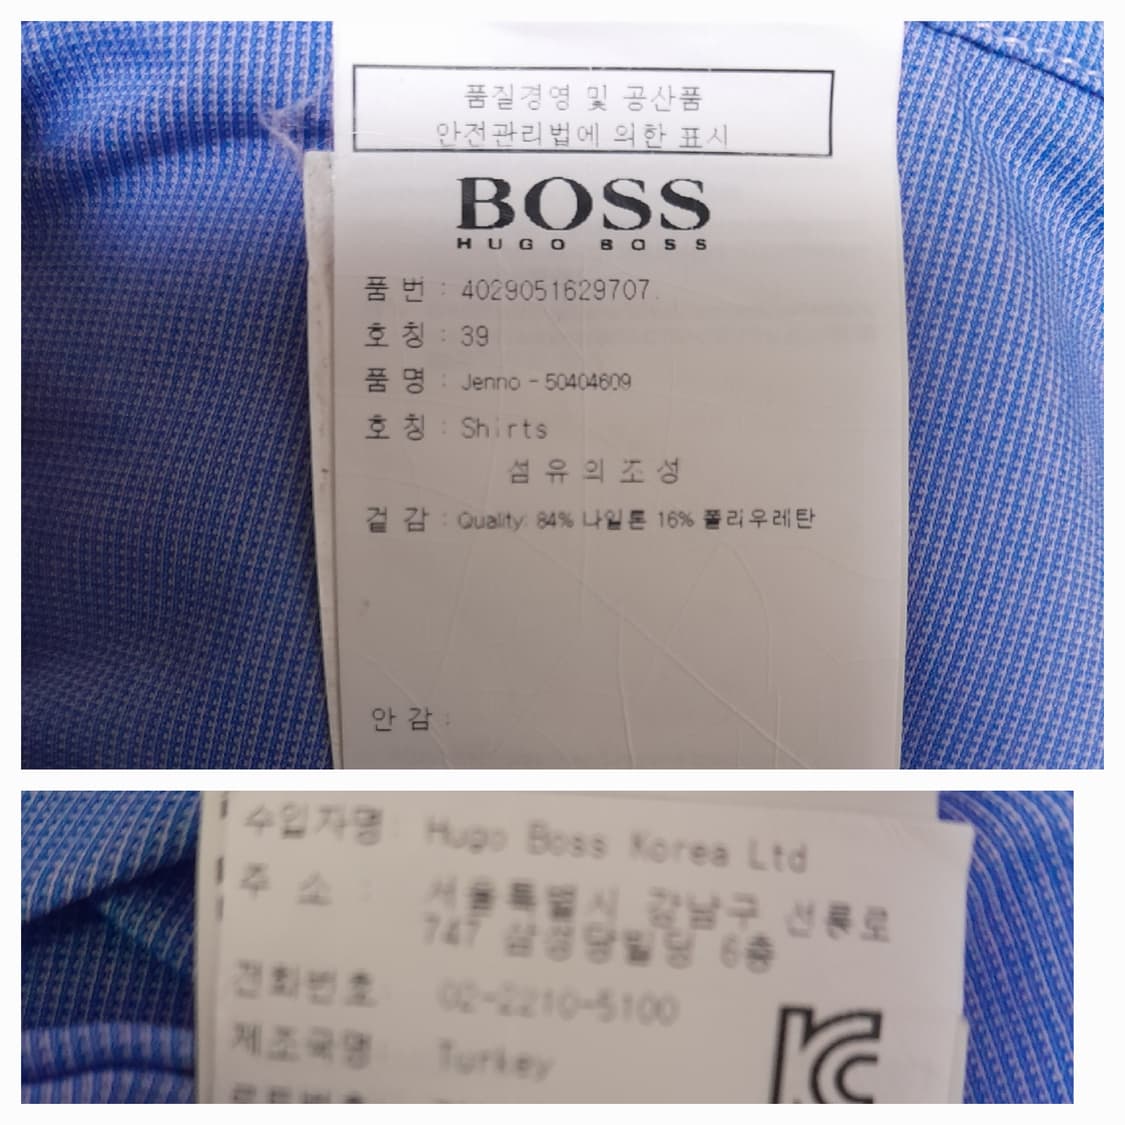 품질경영 및 공산품
안전관리법에 의한 표시
BOSS
HUGO BOSS
품 번 : 4029051629707.
호 칭 : 39
품 명 : Jenno - 50404609
호 칭 : Shirts
섬 유 의 조 성
겉 감 : Quality: 84% 나일론 16% 폴리우레탄
안 감 :
수입자명: Hugo Boss Korea Ltd
주 소 : 서울특별시 강남구 선릉로
747 삼성당빌딩 6층
전화번호 02-2210-5100
제조국명: Turkey